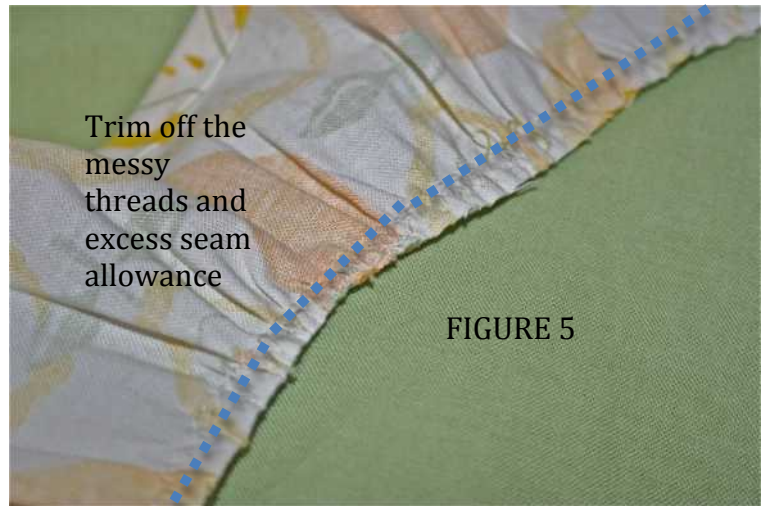 Trim off the
messy
threads and
excess seam
allowance
FIGURE 5